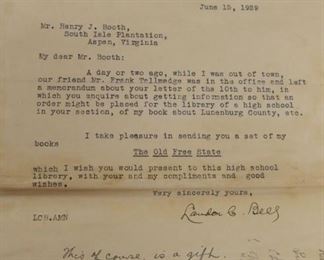 June 15, 1939
Mr. Henry J. Booth,
South Isle Plantation,
Aspen, Virginia
My dear Mr. Booth:
A day or two ago, while I was out of town,
our friend Mr. Frank Tallmadge was in the office and left
a memorandum about your letter of the 10th to him, in
which you enquire about getting information so that an
order might be placed for the library of a high school
in your section, of my book about Lunenburg County, etc.
I take pleasure in sending you a set of my
books
The Old Free State
which I wish you would present to this high school
library, with your and my compliments and good
wishes.
Very sincerely yours,
LCB.AMN
Landon C. Bell
This of course is a gift.